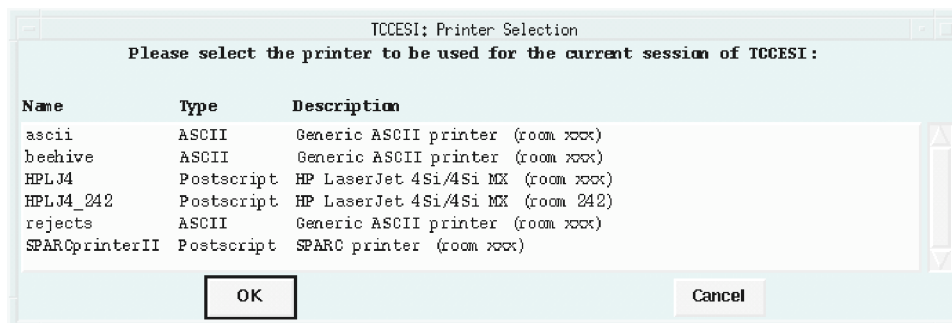 TCCESI: Printer Selection
Please select the printer to be used for the current session of TCCESI:
Name Type Description
ascii ASCII Generic ASCII printer (room xxx)
beehive ASCII Generic ASCII printer (room xxx)
HPLJ4 Postscript HP LaserJet 4Si/4Si MX (room xxx)
HPLJ4_242 Postscript HP LaserJet 4Si/4Si MX (room 242)
rejects ASCII Generic ASCII printer (room xxx)
SPARCprinterII Postscript SPARC printer (room xxx)
OK Cancel